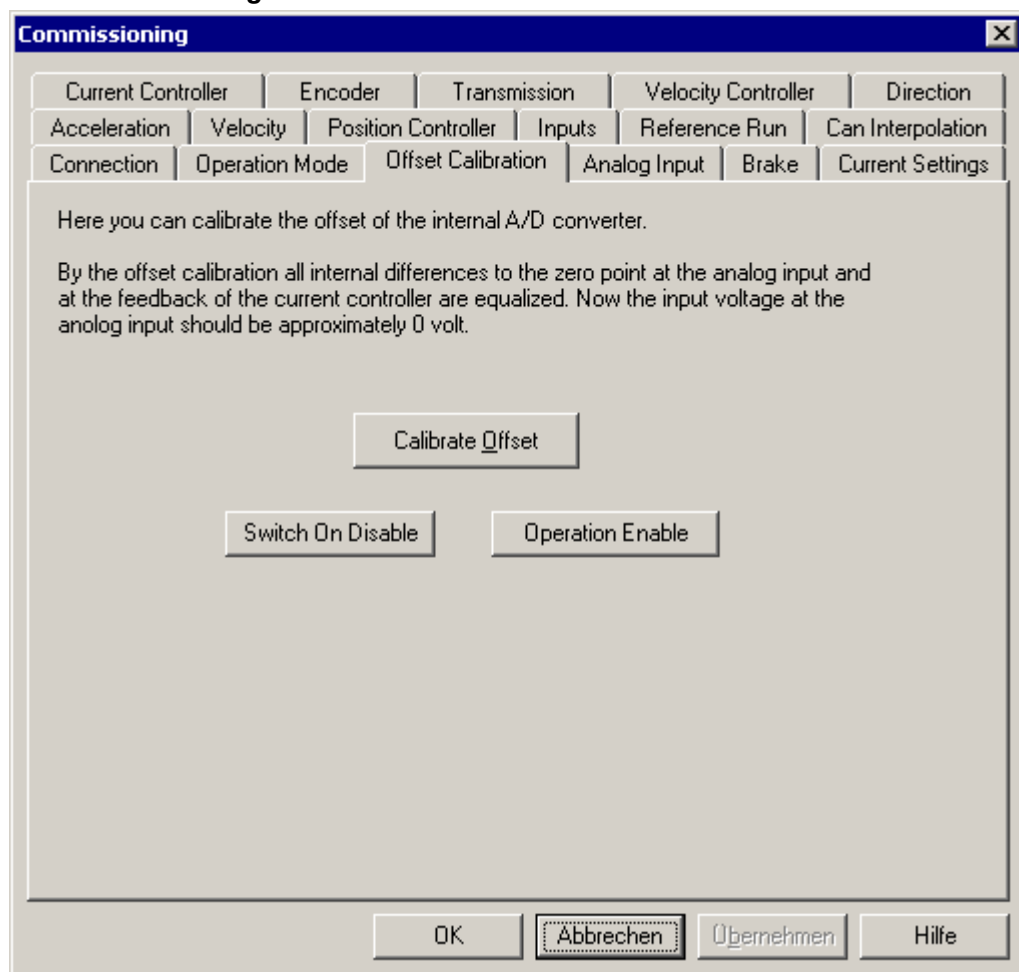 Commissioning
Current Controller Encoder Transmission Velocity Controller Direction
Acceleration Velocity Position Controller Inputs Reference Run Can Interpolation
Connection Operation Mode Offset Calibration Analog Input Brake Current Settings
Here you can calibrate the offset of the internal A/D converter.
By the offset calibration all internal differences to the zero point at the analog input and
at the feedback of the current controller are equalized. Now the input voltage at the
anolog input should be approximately 0 volt.
Calibrate Offset
Switch On Disable Operation Enable
OK Abbrechen Übernehmen Hilfe